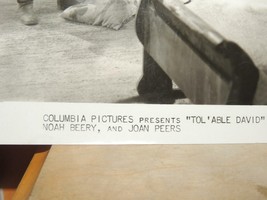 COLUMBIA PICTURES PRESENTS "TOL'ABLE DAVID"
NOAH BEERY, AND JOAN PEERS